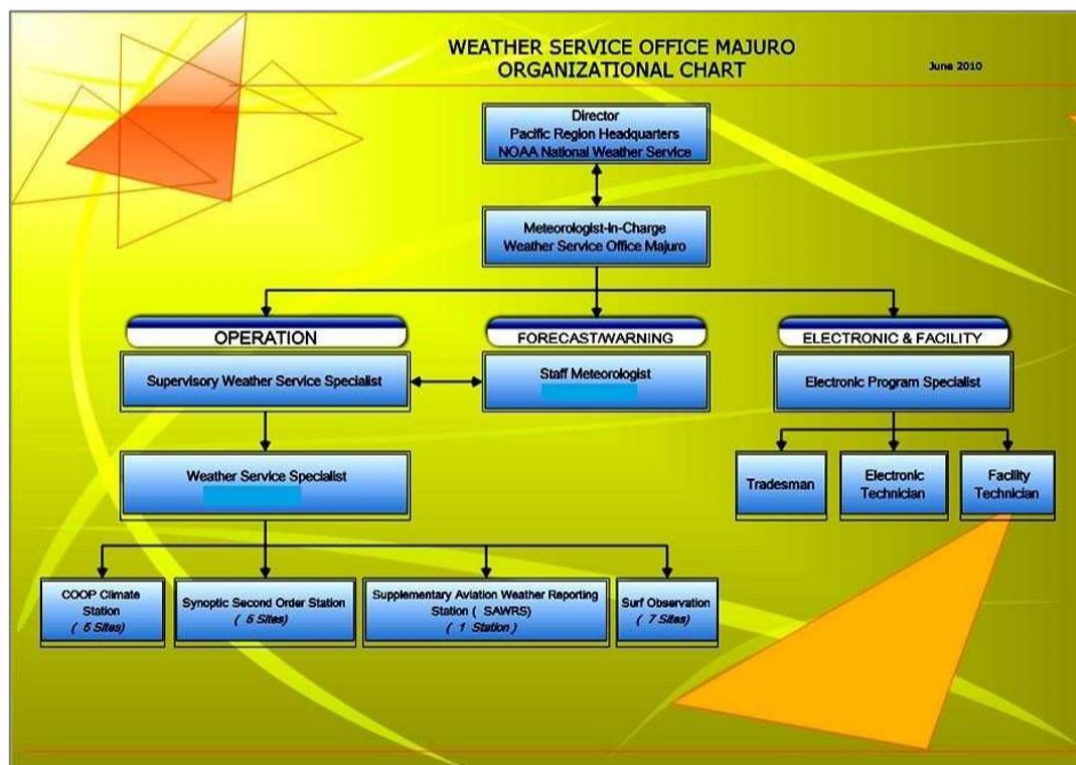 WEATHER SERVICE OFFICE MAJURO
ORGANIZATIONAL CHART
June 2010
Director
Pacific Region Headquarters
NOAA National Weather Service
Meteorologist-In-Charge
Weather Service Office Majuro
OPERATION
FORECAST/WARNING
ELECTRONIC & FACILITY
Supervisory Weather Service Specialist
Staff Meteorologist
Electronic Program Specialist
Weather Service Specialist
Tradesman
Electronic
Technician
Facility
Technician
COOP Climate
Station
( 5 Sites)
Synoptic Second Order Station
( 5 Sites)
Supplementary Aviation Weather Reporting
Station ( SAWRS)
( 1 Station )
Surf Observation
( 7 Sites)